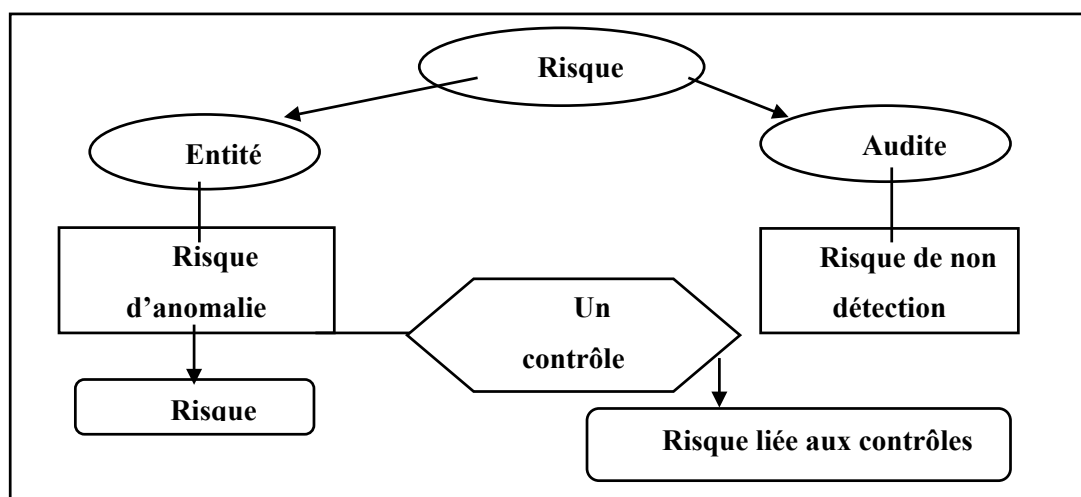 Risque
Entité
Audite
Risque
d’anomalie
Risque de non
détection
Un
contrôle
Risque
Risque liée aux contrôles